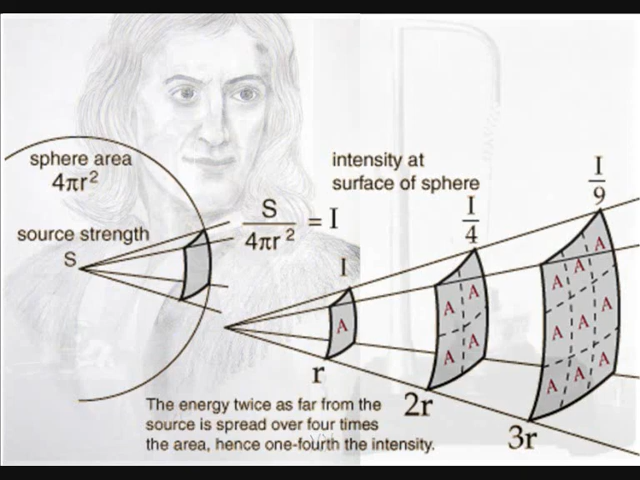 sphere area
4πr²
source strength
S
S/4πr² = I
intensity at
surface of sphere
I
I/4
I/9
A
A A
A A
A A A
A A A
A A A
r
2r
3r
The energy twice as far from the
source is spread over four times
the area, hence one-fourth the intensity.